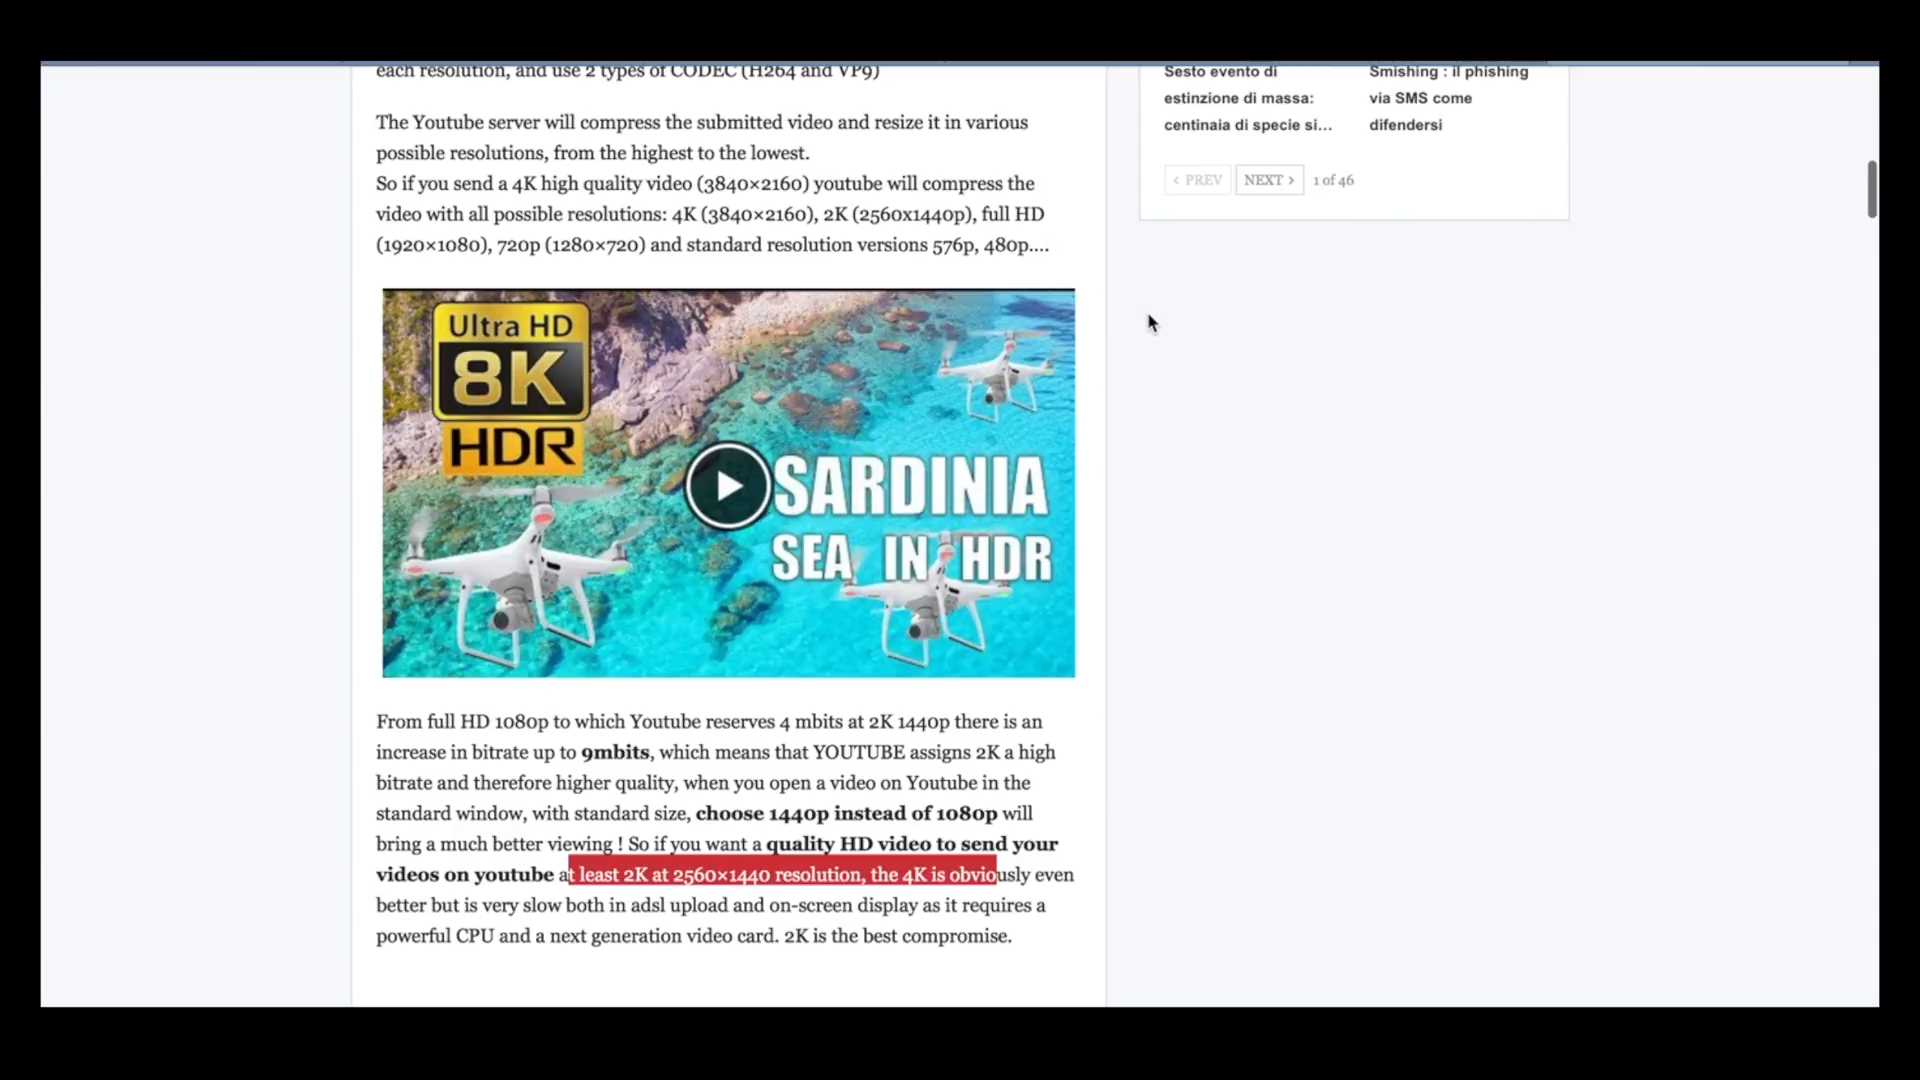 each resolution, and use 2 types of CODEC (H264 and VP9)
The Youtube server will compress the submitted video and resize it in various
possible resolutions, from the highest to the lowest.
So if you send a 4K high quality video (3840×2160) youtube will compress the
video with all possible resolutions: 4K (3840×2160), 2K (2560x1440p), full HD
(1920×1080), 720p (1280×720) and standard resolution versions 576p, 480p....
Ultra HD
8K
HDR
SARDINIA
SEA IN HDR
From full HD 1080p to which Youtube reserves 4 mbits at 2K 1440p there is an
increase in bitrate up to 9mbits, which means that YOUTUBE assigns 2K a high
bitrate and therefore higher quality, when you open a video on Youtube in the
standard window, with standard size, choose 1440p instead of 1080p will
bring a much better viewing ! So if you want a quality HD video to send your
videos on youtube at least 2K at 2560×1440 resolution, the 4K is obviously even
better but is very slow both in adsl upload and on-screen display as it requires a
powerful CPU and a next generation video card. 2K is the best compromise.
Sesto evento di
estinzione di massa:
centinaia di specie si...
Smishing : il phishing
via SMS come
difendersi
‹ PREV NEXT › 1 of 46